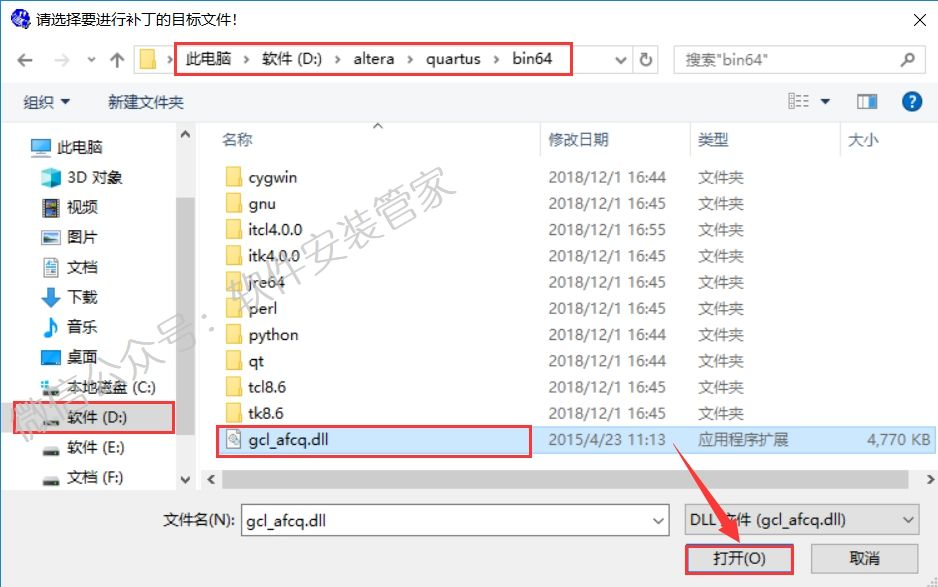 请选择要进行补丁的目标文件！
此电脑 › 软件 (D:) › altera › quartus › bin64
搜索"bin64"
组织 新建文件夹
名称 修改日期 类型 大小
此电脑
3D 对象
视频
图片
文档
下载
音乐
桌面
本地磁盘 (C:)
软件 (D:)
软件 (E:)
文档 (F:)
cygwin 2018/12/1 16:44 文件夹
gnu 2018/12/1 16:45 文件夹
itcl4.0.0 2018/12/1 16:55 文件夹
itk4.0.0 2018/12/1 16:45 文件夹
jre64 2018/12/1 16:45 文件夹
perl 2018/12/1 16:45 文件夹
python 2018/12/1 16:44 文件夹
qt 2018/12/1 16:44 文件夹
tcl8.6 2018/12/1 16:45 文件夹
tk8.6 2018/12/1 16:45 文件夹
gcl_afcq.dll 2015/4/23 11:13 应用程序扩展 4,770 KB
微信公众号：软件安装管家
文件名(N): gcl_afcq.dll DLL 文件 (gcl_afcq.dll)
打开(O) 取消